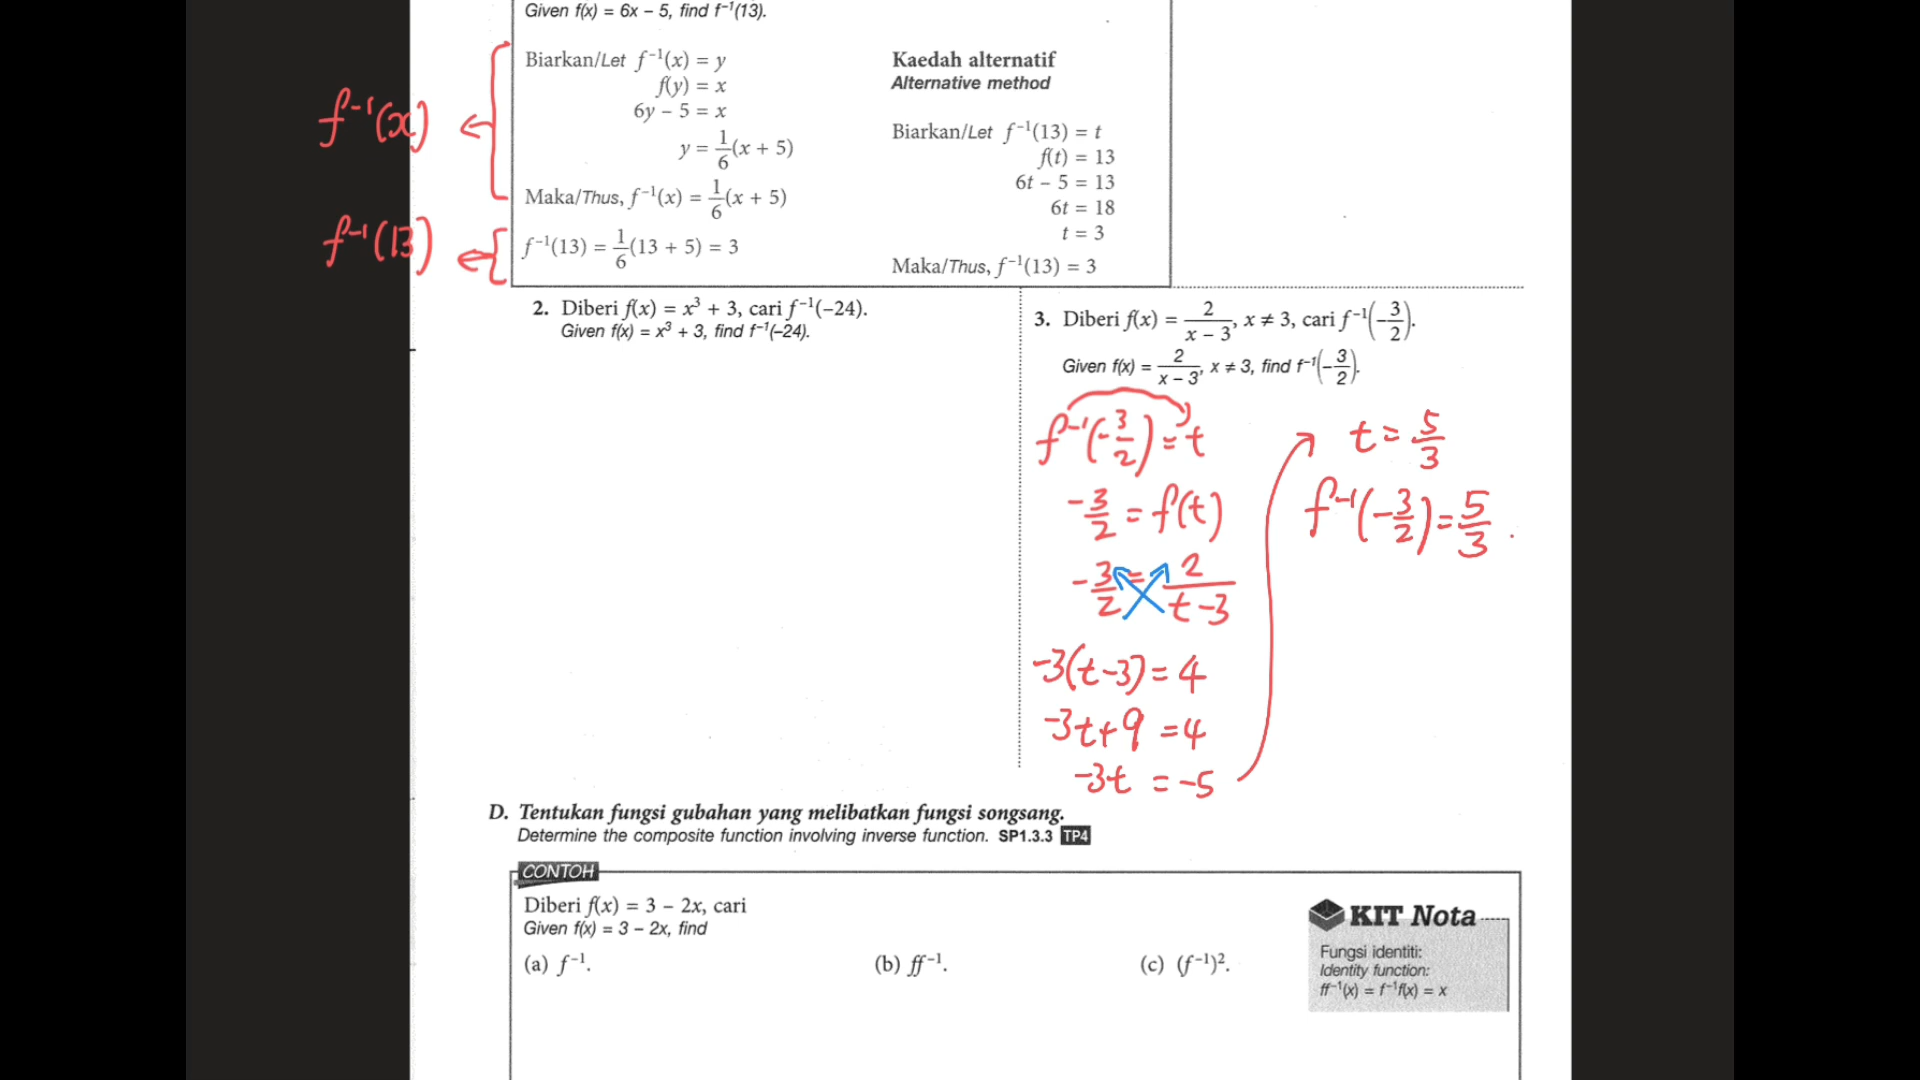 Given f(x) = 6x – 5, find f⁻¹(13).
Biarkan/Let f⁻¹(x) = y
f(y) = x
6y – 5 = x
y = 1/6(x + 5)
Maka/Thus, f⁻¹(x) = 1/6(x + 5)
f⁻¹(13) = 1/6(13 + 5) = 3
f⁻¹(x)
f⁻¹(13)
Kaedah alternatif
Alternative method
Biarkan/Let f⁻¹(13) = t
f(t) = 13
6t – 5 = 13
6t = 18
t = 3
Maka/Thus, f⁻¹(13) = 3
2. Diberi f(x) = x³ + 3, cari f⁻¹(–24).
Given f(x) = x³ + 3, find f⁻¹(–24).
3. Diberi f(x) = 2/(x – 3), x ≠ 3, cari f⁻¹(–3/2).
Given f(x) = 2/(x – 3), x ≠ 3, find f⁻¹(–3/2).
f⁻¹(-3/2) = t
-3/2 = f(t)
-3/2 = 2/(t-3)
-3(t-3) = 4
-3t+9 = 4
-3t = -5
t = 5/3
f⁻¹(-3/2) = 5/3.
D. Tentukan fungsi gubahan yang melibatkan fungsi songsang.
Determine the composite function involving inverse function. SP1.3.3 TP4
CONTOH
Diberi f(x) = 3 – 2x, cari
Given f(x) = 3 – 2x, find
(a) f⁻¹. (b) ff⁻¹. (c) (f⁻¹)².
KIT Nota
Fungsi identiti:
Identity function:
ff⁻¹(x) = f⁻¹f(x) = x